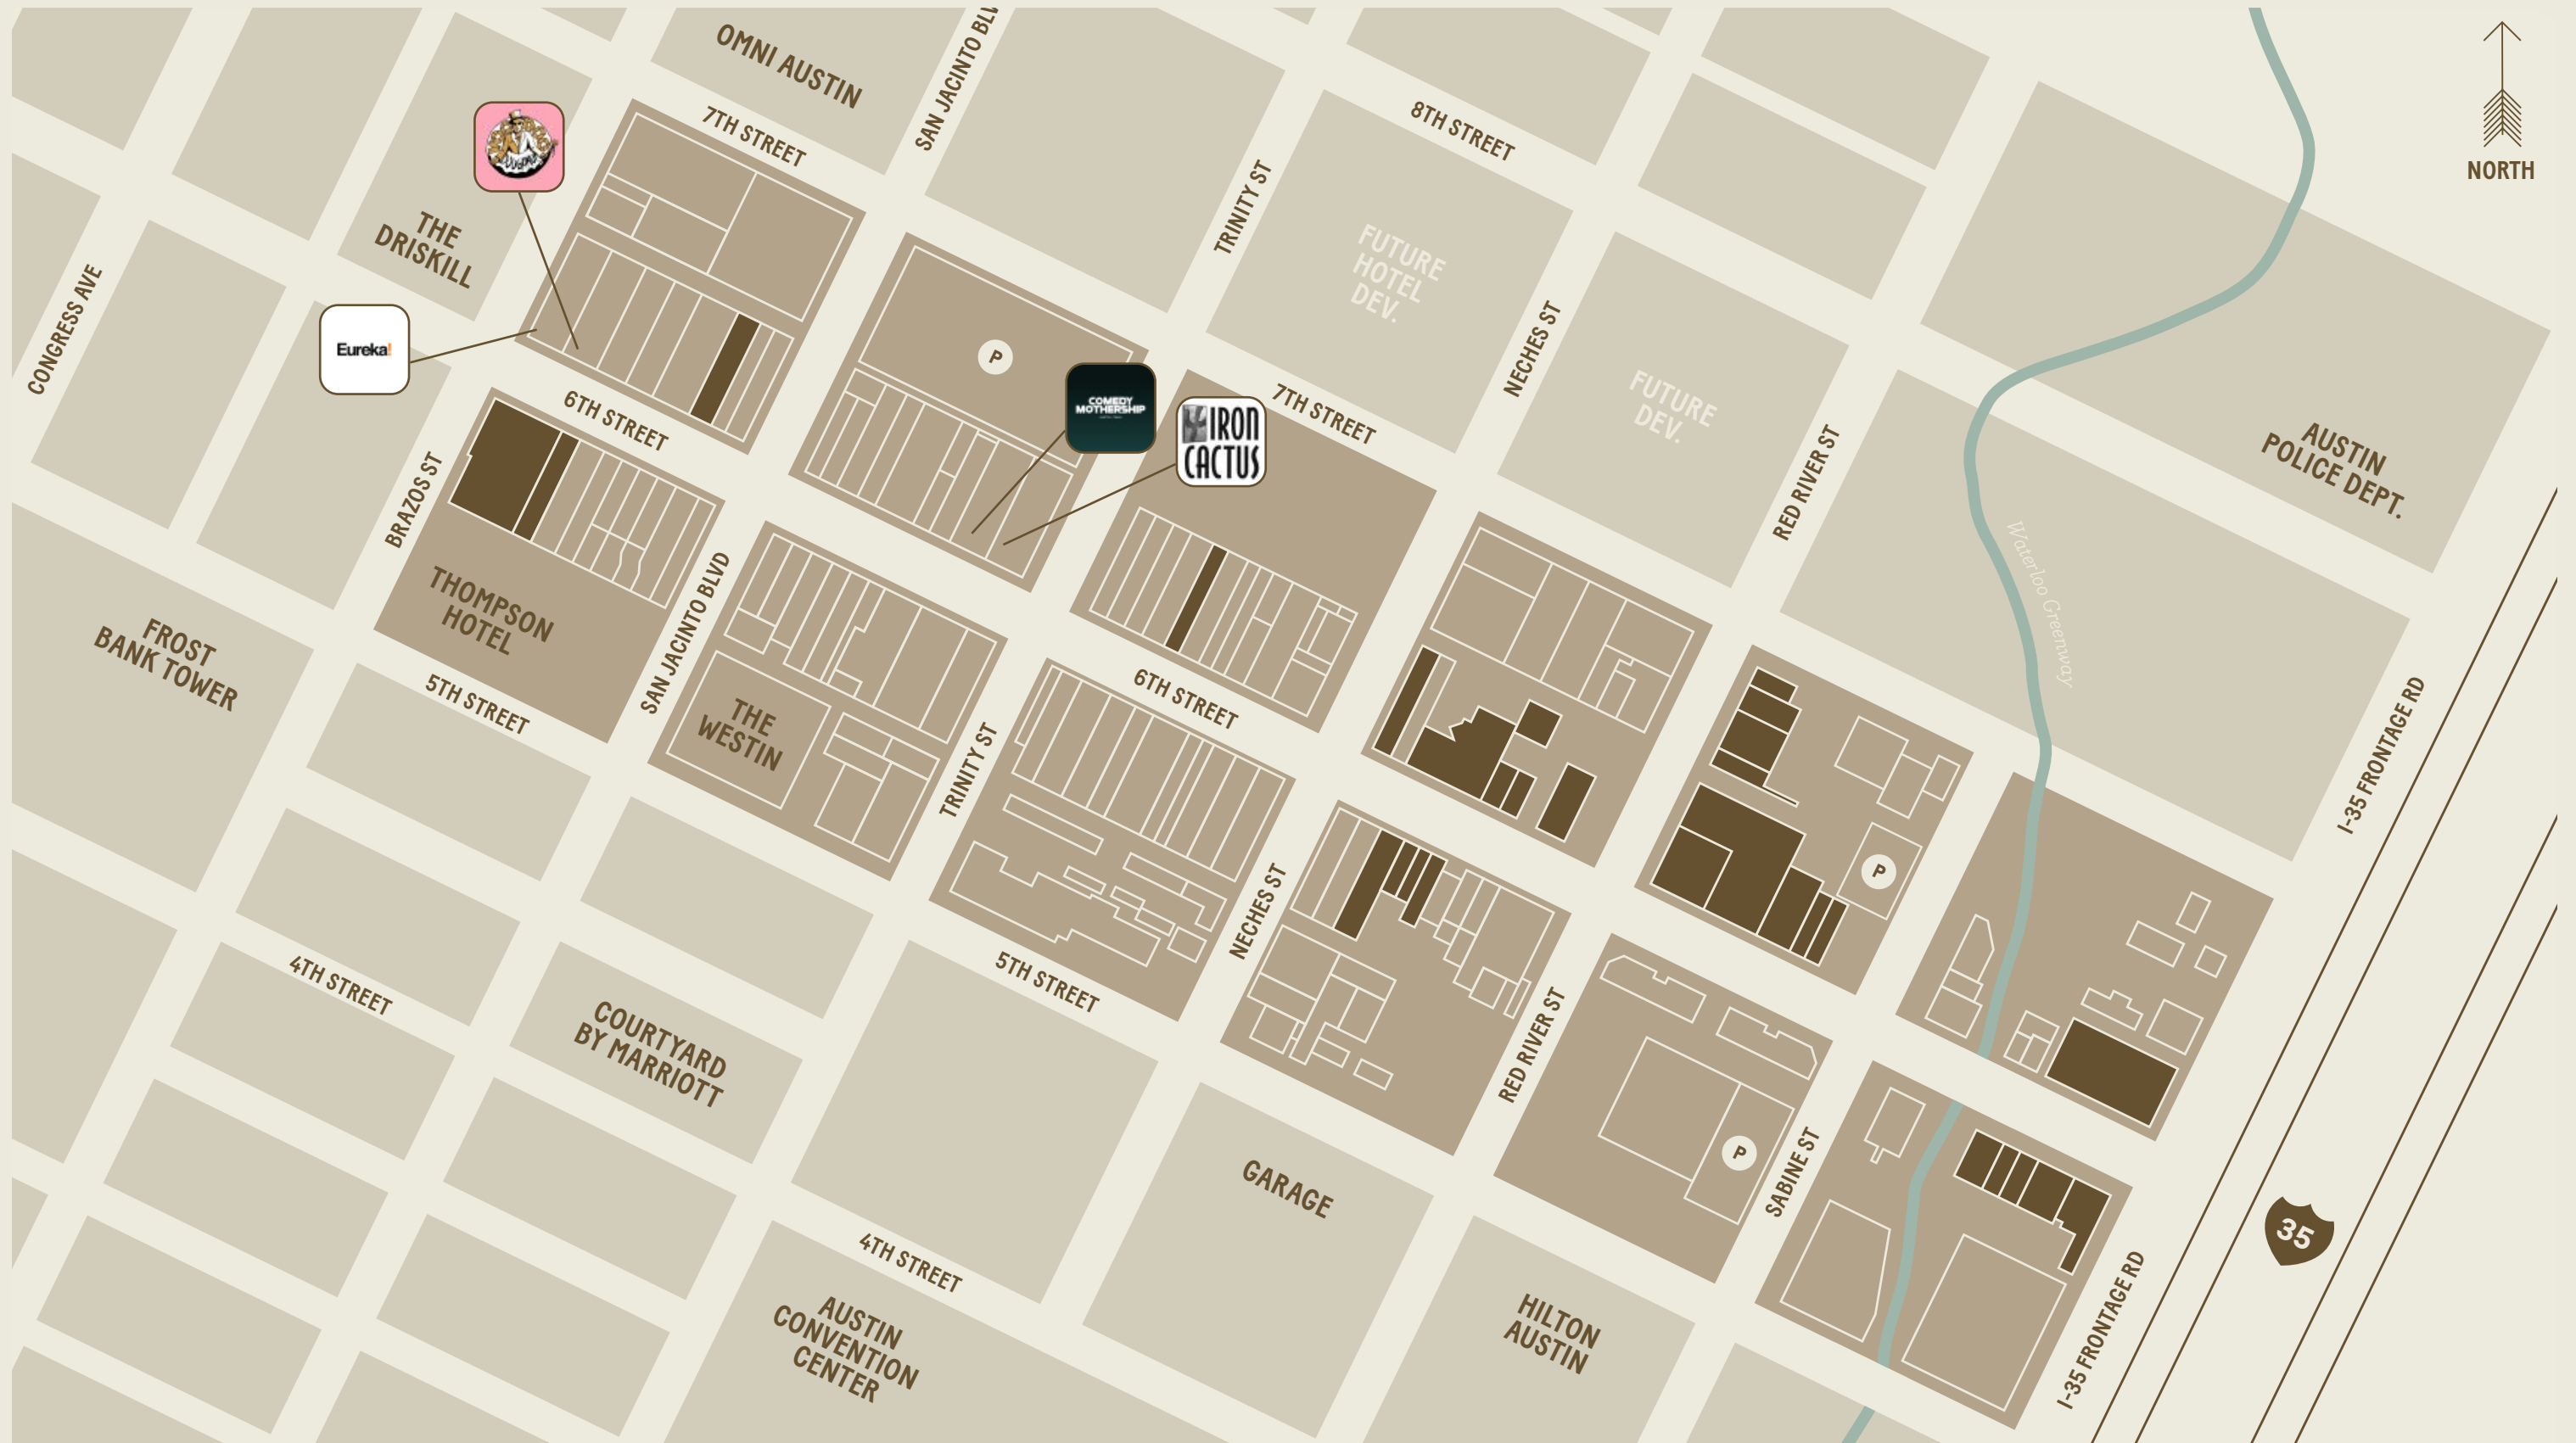 OMNI AUSTIN
SAN JACINTO BLV
7TH STREET
8TH STREET
NORTH
TRINITY ST
THE
DRISKILL
FUTURE
HOTEL
DEV.
CONGRESS AVE
Eureka!
P
COMEDY
MOTHERSHIP
IRON
CACTUS
7TH STREET
NECHES ST
FUTURE
DEV.
RED RIVER ST
AUSTIN
POLICE DEPT.
6TH STREET
BRAZOS ST
THOMPSON
HOTEL
SAN JACINTO BLVD
Waterloo Greenway
FROST
BANK TOWER
5TH STREET
THE
WESTIN
6TH STREET
TRINITY ST
I-35 FRONTAGE RD
P
NECHES ST
4TH STREET
5TH STREET
COURTYARD
BY MARRIOTT
RED RIVER ST
P
SABINE ST
GARAGE
35
4TH STREET
AUSTIN
CONVENTION
CENTER
HILTON
AUSTIN
I-35 FRONTAGE RD